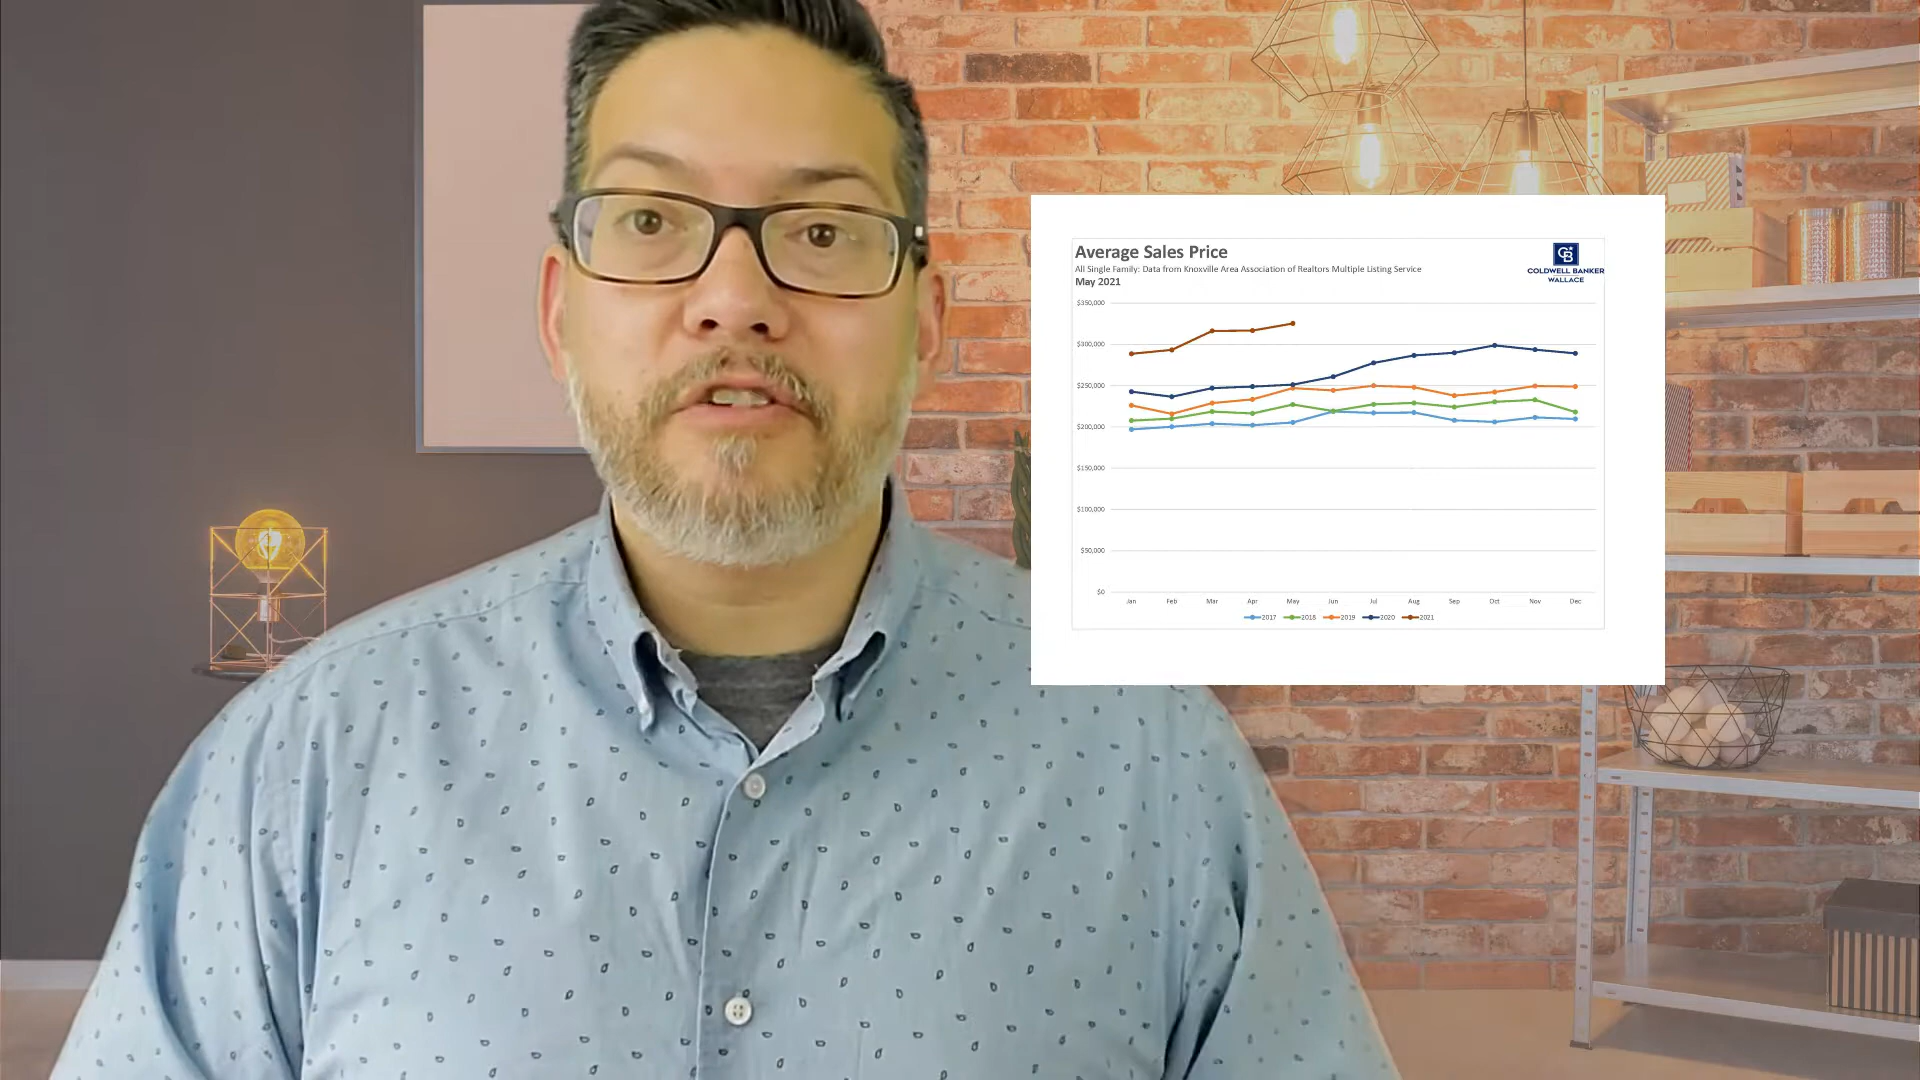 Average Sales Price
All Single Family: Data from Knoxville Area Association of Realtors Multiple Listing Service
May 2021
CB
COLDWELL BANKER
WALLACE
$350,000
$300,000
$250,000
$200,000
$150,000
$100,000
$50,000
$0
Jan Feb Mar Apr May Jun Jul Aug Sep Oct Nov Dec
2017 2018 2019 2020 2021